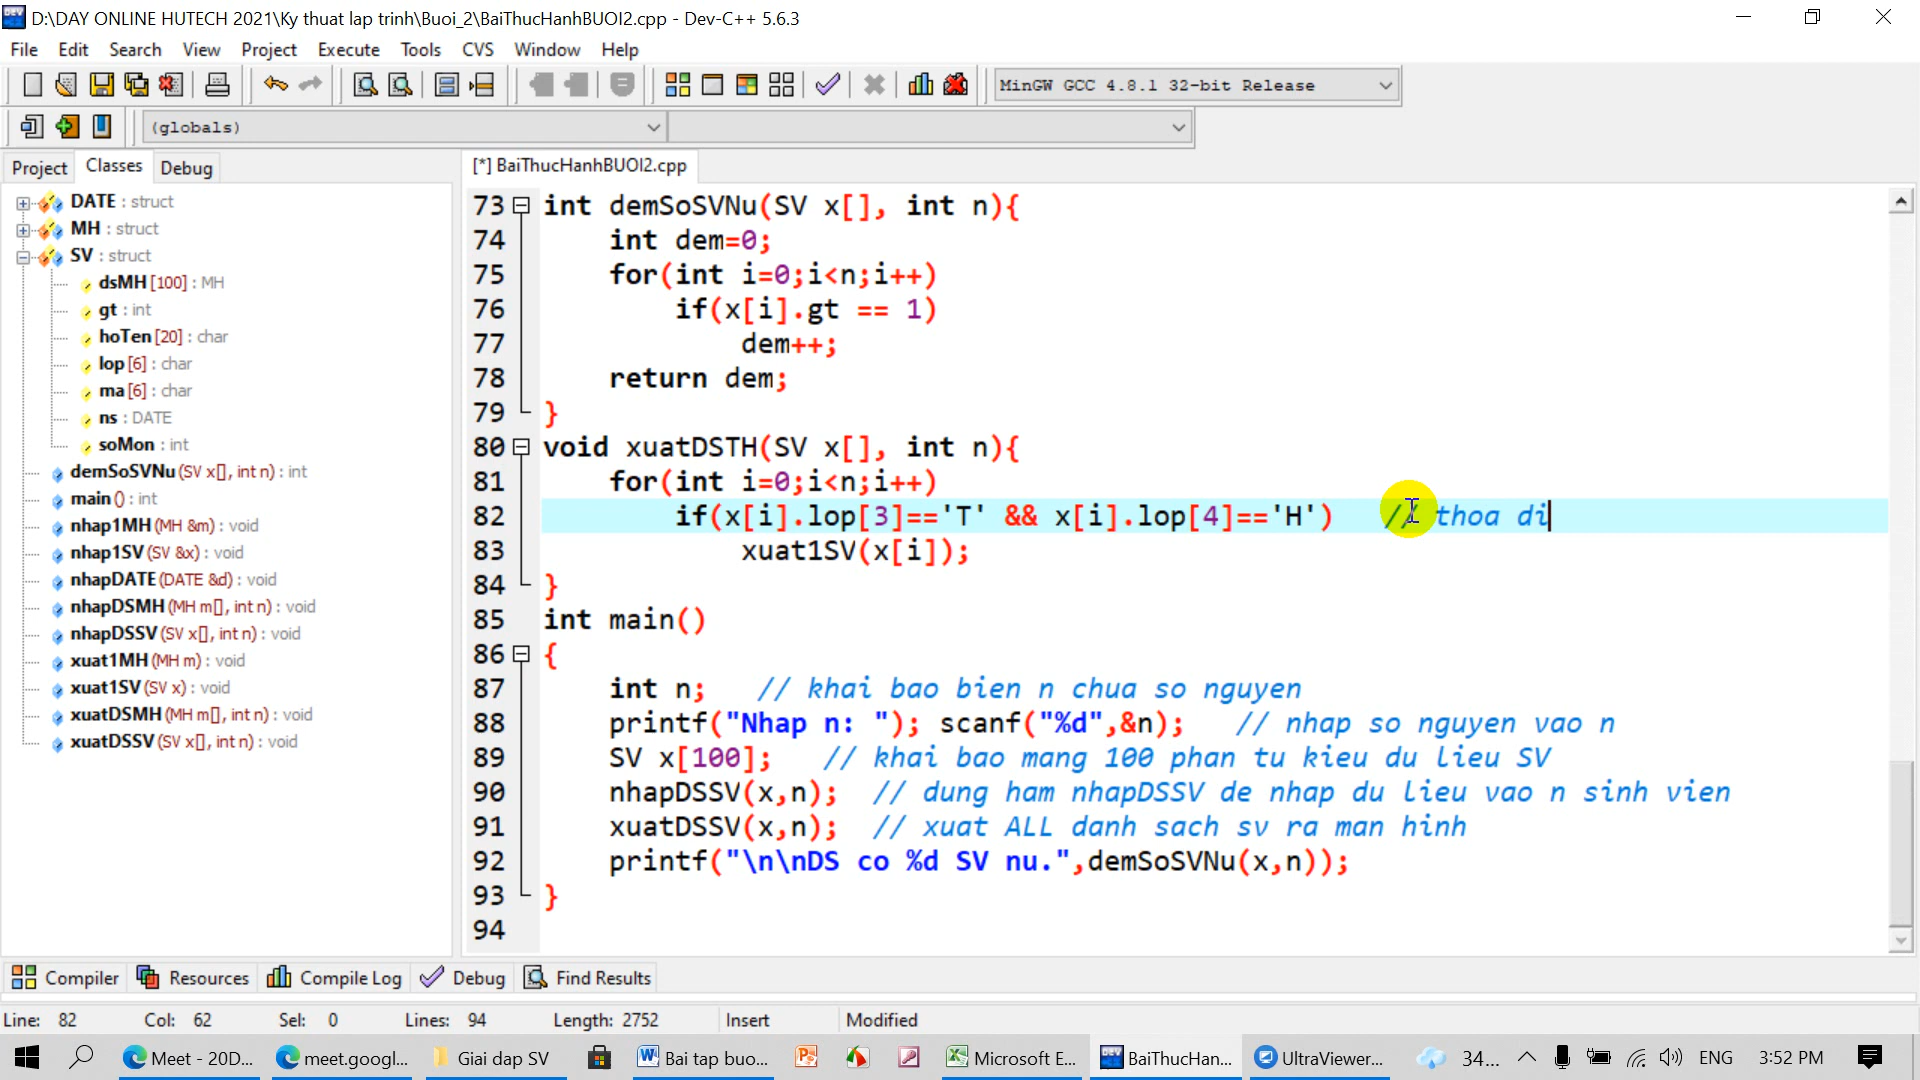 D:\DAY ONLINE HUTECH 2021\Ky thuat lap trinh\Buoi_2\BaiThucHanhBUOI2.cpp - Dev-C++ 5.6.3
File Edit Search View Project Execute Tools CVS Window Help
MinGW GCC 4.8.1 32-bit Release
(globals)
Project Classes Debug
[*] BaiThucHanhBUOI2.cpp
DATE : struct
MH : struct
SV : struct
dsMH [100] : MH
gt : int
hoTen [20] : char
lop [6] : char
ma [6] : char
ns : DATE
soMon : int
demSoSVNu (SV x[], int n) : int
main () : int
nhap1MH (MH &m) : void
nhap1SV (SV &x) : void
nhapDATE (DATE &d) : void
nhapDSMH (MH m[], int n) : void
nhapDSSV (SV x[], int n) : void
xuat1MH (MH m) : void
xuat1SV (SV x) : void
xuatDSMH (MH m[], int n) : void
xuatDSSV (SV x[], int n) : void
73 int demSoSVNu(SV x[], int n){
74 int dem=0;
75 for(int i=0;i<n;i++)
76 if(x[i].gt == 1)
77 dem++;
78 return dem;
79 }
80 void xuatDSTH(SV x[], int n){
81 for(int i=0;i<n;i++)
82 if(x[i].lop[3]=='T' && x[i].lop[4]=='H') // thoa di
83 xuat1SV(x[i]);
84 }
85 int main()
86 {
87 int n; // khai bao bien n chua so nguyen
88 printf("Nhap n: "); scanf("%d",&n); // nhap so nguyen vao n
89 SV x[100]; // khai bao mang 100 phan tu kieu du lieu SV
90 nhapDSSV(x,n); // dung ham nhapDSSV de nhap du lieu vao n sinh vien
91 xuatDSSV(x,n); // xuat ALL danh sach sv ra man hinh
92 printf("\n\nDS co %d SV nu.",demSoSVNu(x,n));
93 }
94
Compiler Resources Compile Log Debug Find Results
Line: 82 Col: 62 Sel: 0 Lines: 94 Length: 2752 Insert Modified
Meet - 20D... meet.googl... Giai dap SV Bai tap buo... Microsoft E... BaiThucHan... UltraViewer... 34... ENG 3:52 PM